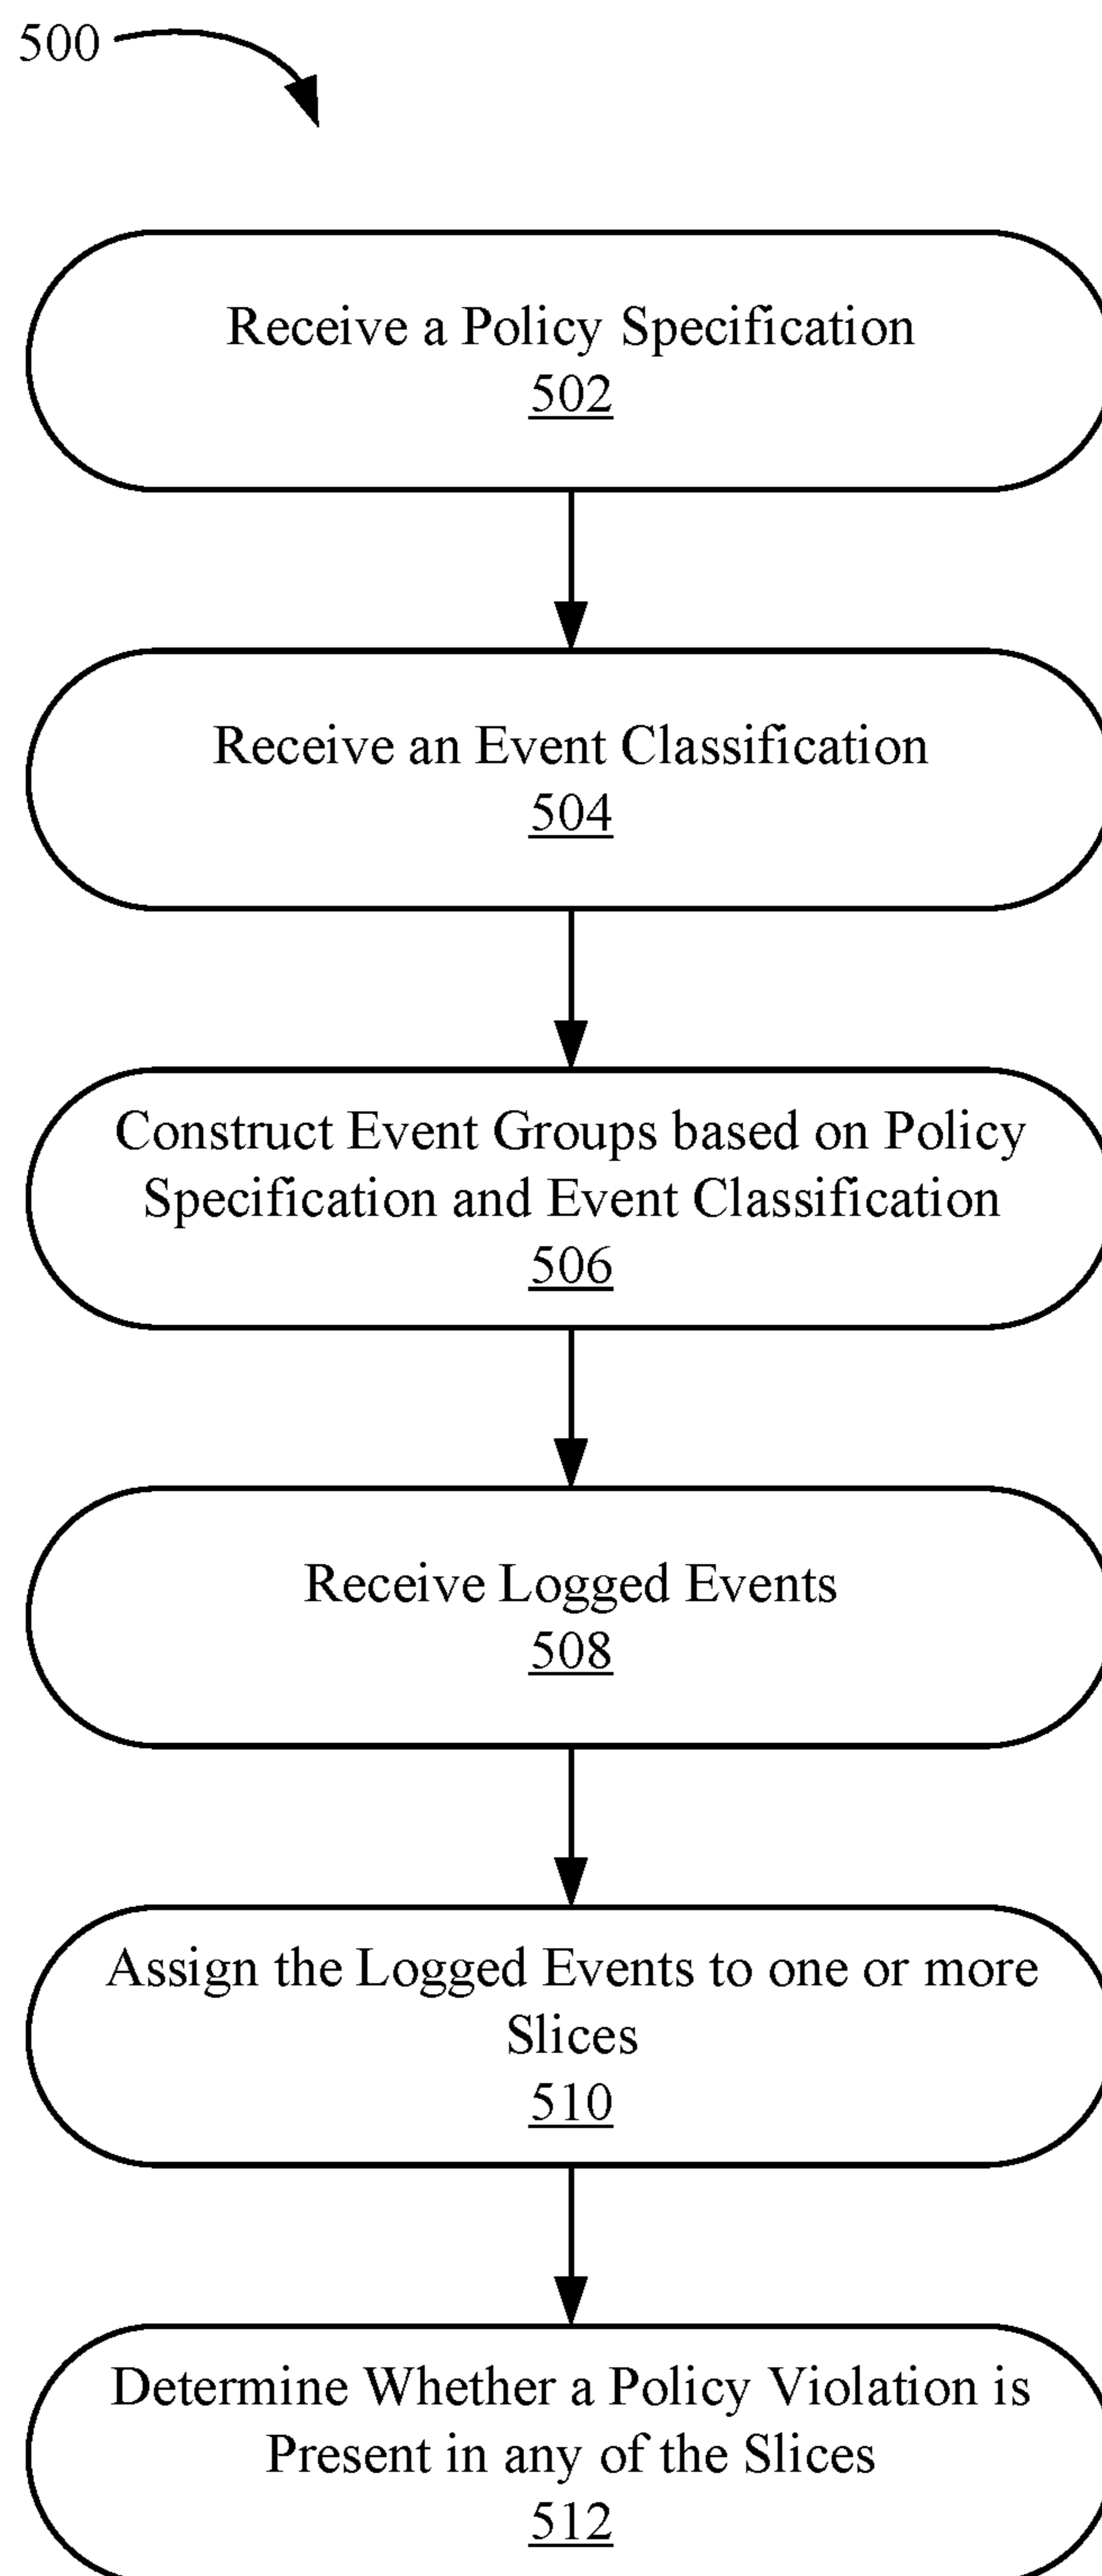 500
Receive a Policy Specification
502
Receive an Event Classification
504
Construct Event Groups based on Policy
Specification and Event Classification
506
Receive Logged Events
508
Assign the Logged Events to one or more
Slices
510
Determine Whether a Policy Violation is
Present in any of the Slices
512